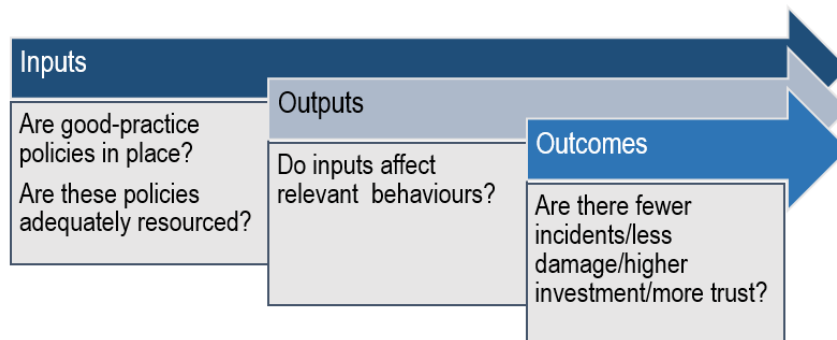 Inputs
Are good-practice
policies in place?
Are these policies
adequately resourced?
Outputs
Do inputs affect
relevant  behaviours?
Outcomes
Are there fewer
incidents/less
damage/higher
investment/more trust?